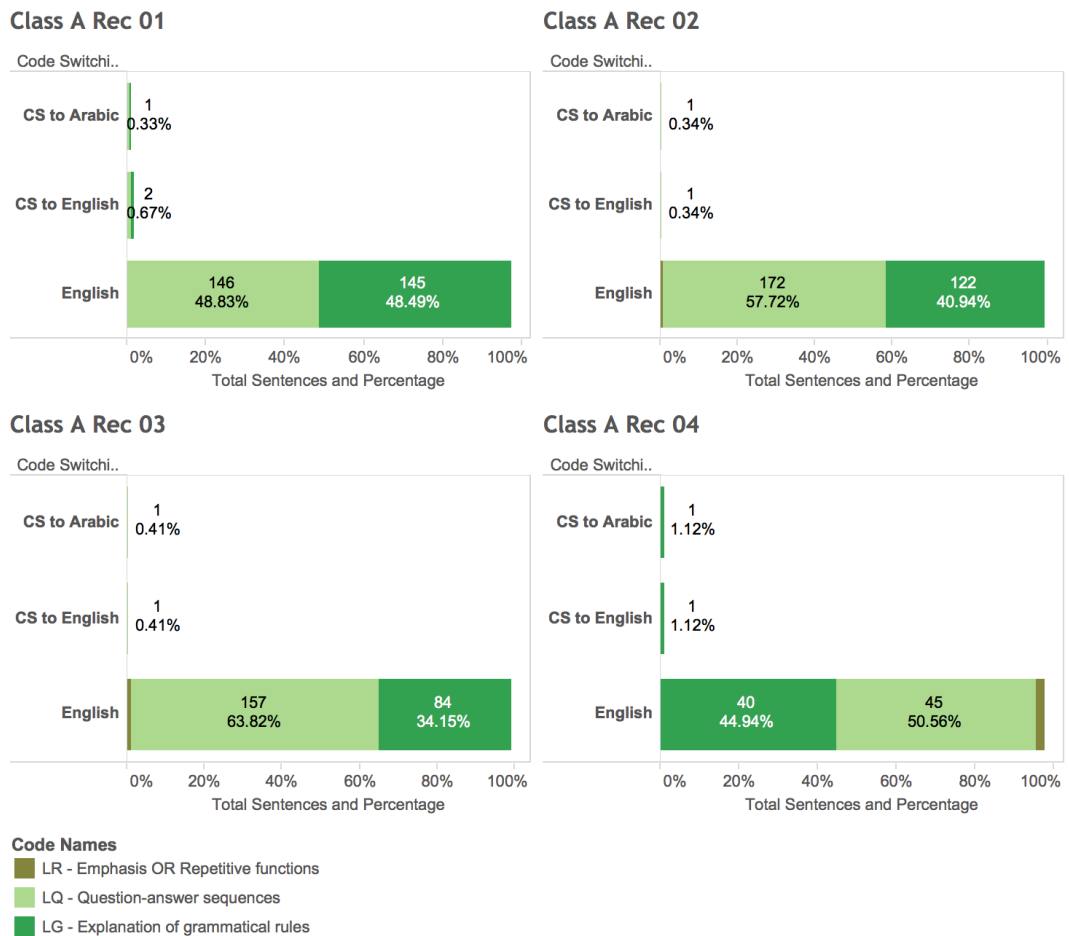 Class A Rec 01
Code Switchi..
CS to Arabic
1
0.33%
CS to English
2
0.67%
English
146
48.83%
145
48.49%
0% 20% 40% 60% 80% 100%
Total Sentences and Percentage
Class A Rec 02
Code Switchi..
CS to Arabic
1
0.34%
CS to English
1
0.34%
English
172
57.72%
122
40.94%
0% 20% 40% 60% 80% 100%
Total Sentences and Percentage
Class A Rec 03
Code Switchi..
CS to Arabic
1
0.41%
CS to English
1
0.41%
English
157
63.82%
84
34.15%
0% 20% 40% 60% 80% 100%
Total Sentences and Percentage
Class A Rec 04
Code Switchi..
CS to Arabic
1
1.12%
CS to English
1
1.12%
English
40
44.94%
45
50.56%
0% 20% 40% 60% 80% 100%
Total Sentences and Percentage
Code Names
LR - Emphasis OR Repetitive functions
LQ - Question-answer sequences
LG - Explanation of grammatical rules